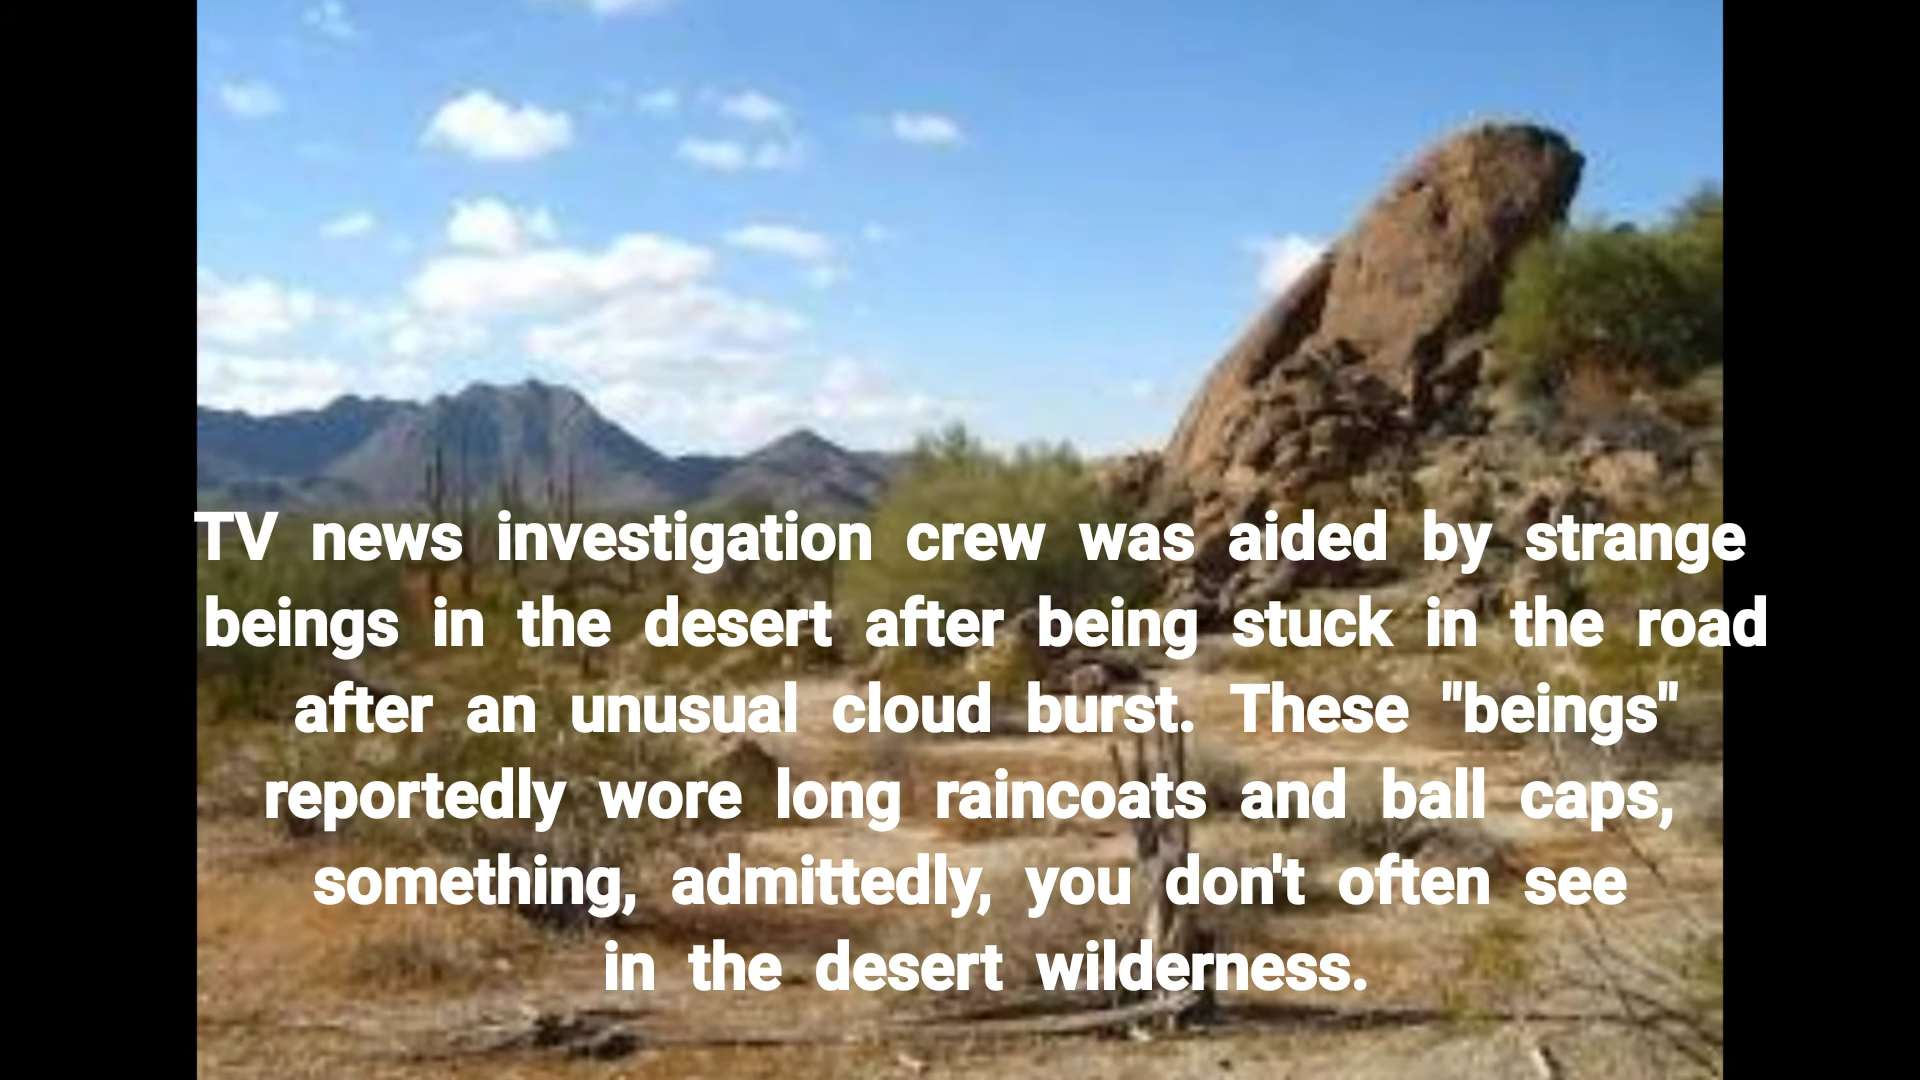 TV news investigation crew was aided by strange
beings in the desert after being stuck in the road
after an unusual cloud burst. These "beings"
reportedly wore long raincoats and ball caps,
something, admittedly, you don't often see
in the desert wilderness.